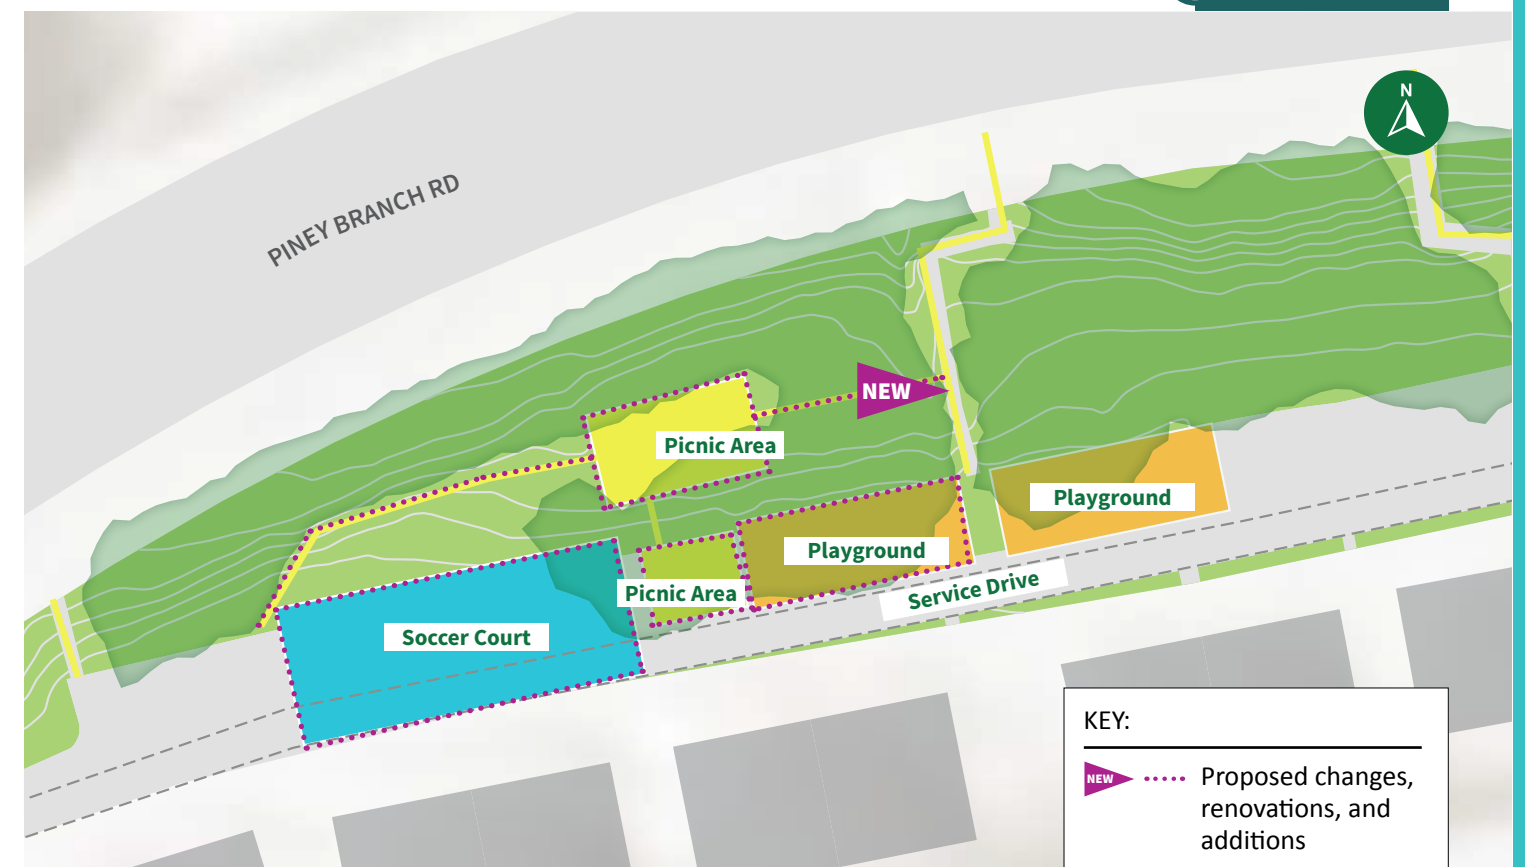 N
PINEY BRANCH RD
NEW
Picnic Area
Playground
Playground
Picnic Area
Service Drive
Soccer Court
KEY:
NEW
Proposed changes,
renovations, and
additions